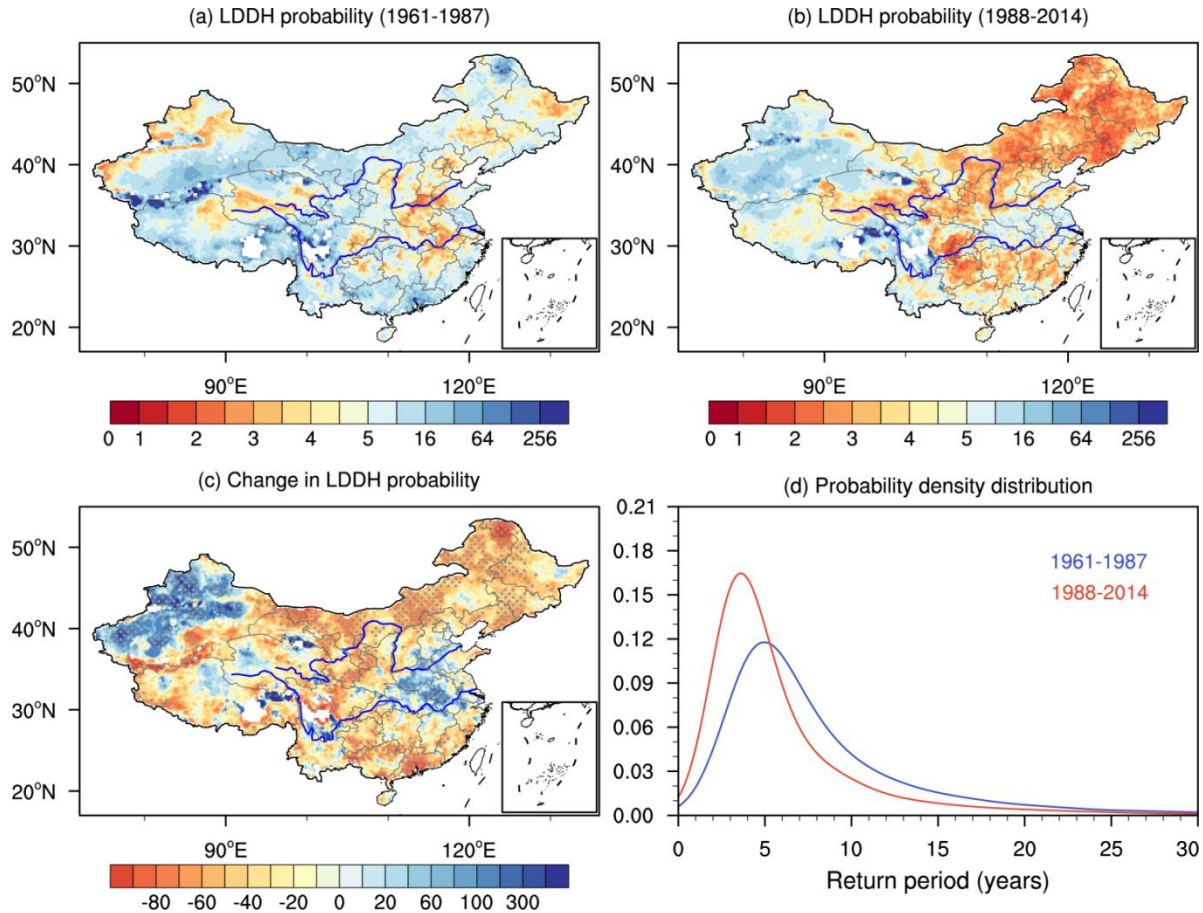 (a) LDDH probability (1961-1987)
50°N
40°N
30°N
20°N
90°E 120°E
0 1 2 3 4 5 16 64 256
(b) LDDH probability (1988-2014)
50°N
40°N
30°N
20°N
90°E 120°E
0 1 2 3 4 5 16 64 256
(c) Change in LDDH probability
50°N
40°N
30°N
20°N
90°E 120°E
-80 -60 -40 -20 0 20 60 100 300
(d) Probability density distribution
0.21
0.18
0.15
0.12
0.09
0.06
0.03
0.00
1961-1987
1988-2014
0 5 10 15 20 25 30
Return period (years)